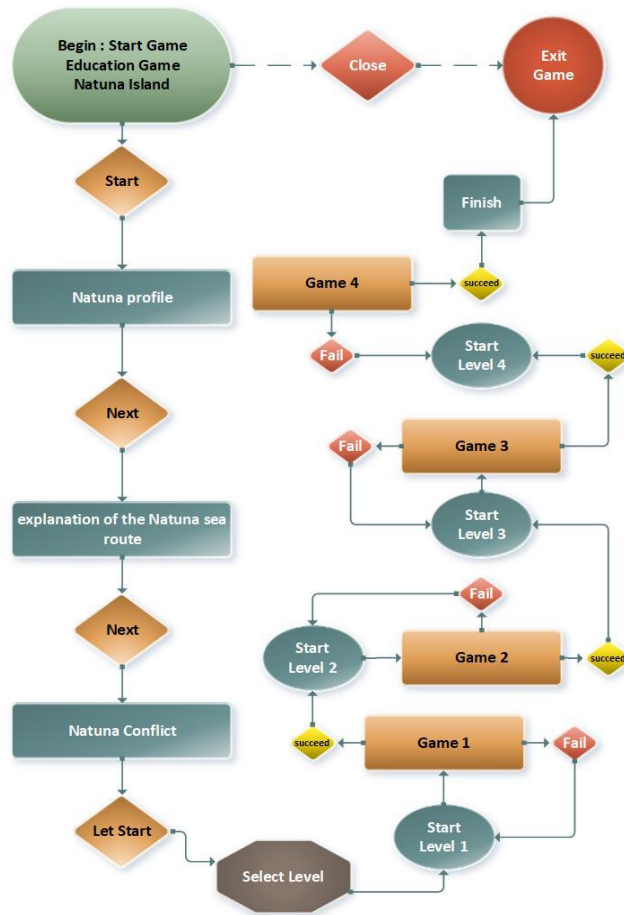 Begin : Start Game
Education Game
Natuna Island
Close
Exit
Game
Start
Finish
Natuna profile
Game 4
succeed
Fail
Start
Level 4
succeed
Next
Fail
Game 3
explanation of the Natuna sea
route
Start
Level 3
Fail
Next
Start
Level 2
Game 2
succeed
Natuna Conflict
succeed
Game 1
Fail
Let Start
Start
Level 1
Select Level